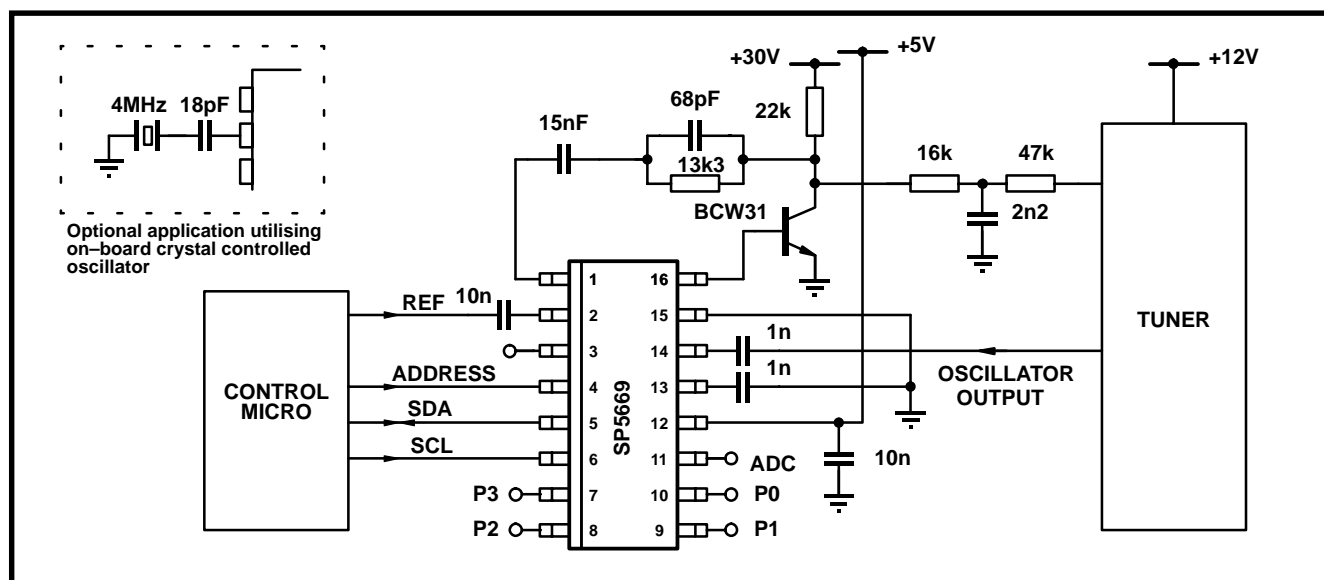 +5V
+30V
+12V
4MHz 18pF
68pF
22k
15nF
13k3
16k 47k
BCW31
2n2
Optional application utilising
on–board crystal controlled
oscillator
REF
10n
ADDRESS
SDA
SCL
P3
P2
CONTROL
MICRO
1
2
3
4
5
6
7
8
SP5669
16
15
14
13
12
11
10
9
1n
1n
ADC
P0
P1
10n
OSCILLATOR
OUTPUT
TUNER